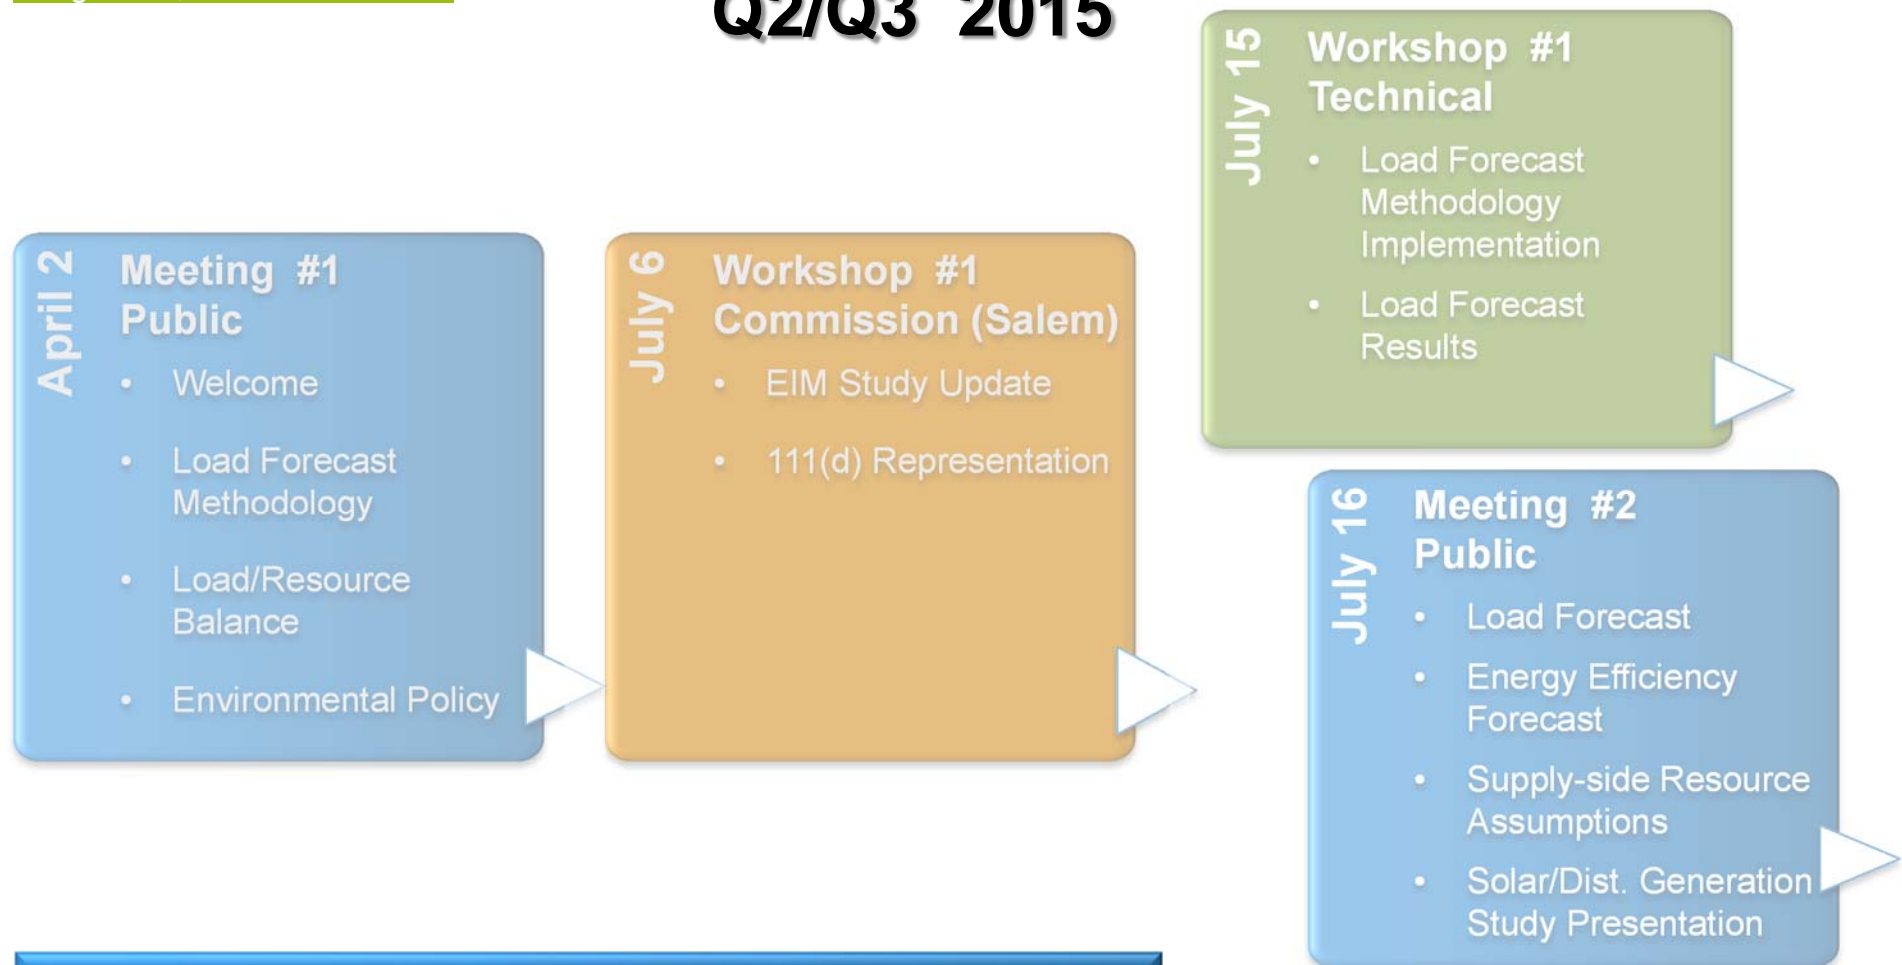 Q2/Q3 2015
April 2
Meeting #1
Public
• Welcome
• Load Forecast
Methodology
• Load/Resource
Balance
• Environmental Policy
July 6
Workshop #1
Commission (Salem)
• EIM Study Update
• 111(d) Representation
July 15
Workshop #1
Technical
• Load Forecast
Methodology
Implementation
• Load Forecast
Results
July 16
Meeting #2
Public
• Load Forecast
• Energy Efficiency
Forecast
• Supply-side Resource
Assumptions
• Solar/Dist. Generation
Study Presentation